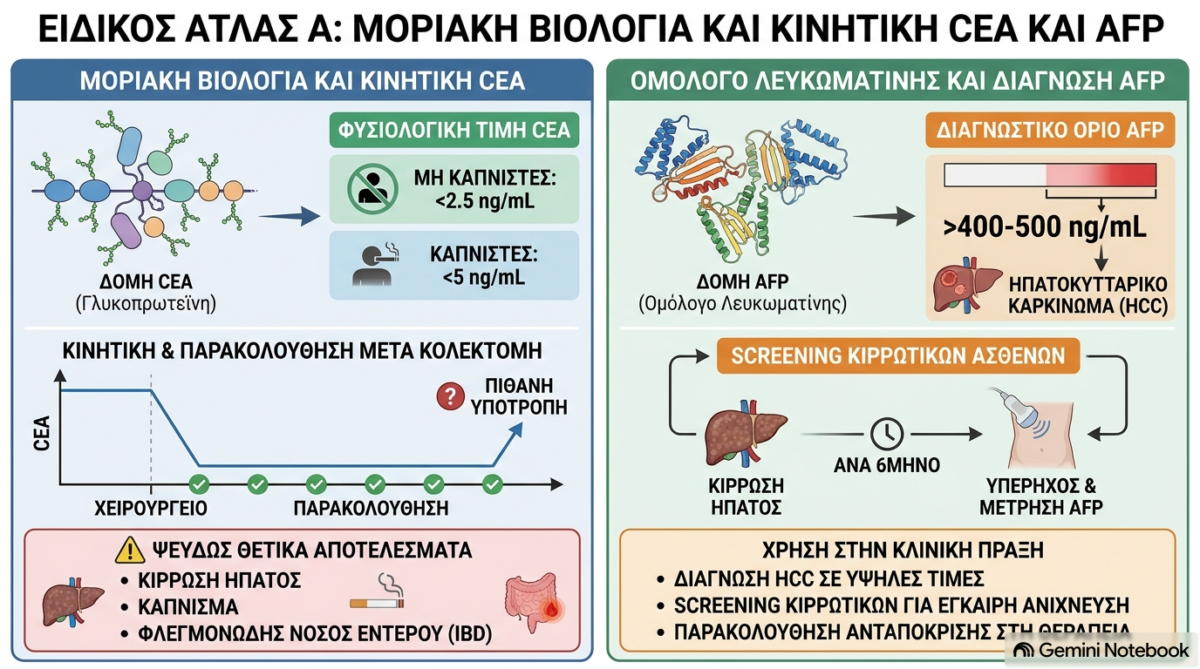 ΕΙΔΙΚΟΣ ΑΤΛΑΣ Α: ΜΟΡΙΑΚΗ ΒΙΟΛΟΓΙΑ ΚΑΙ ΚΙΝΗΤΙΚΗ CEA ΚΑΙ AFP
ΜΟΡΙΑΚΗ ΒΙΟΛΟΓΙΑ ΚΑΙ ΚΙΝΗΤΙΚΗ CEA
ΔΟΜΗ CEA
(Γλυκοπρωτεΐνη)
ΦΥΣΙΟΛΟΓΙΚΗ ΤΙΜΗ CEA
ΜΗ ΚΑΠΝΙΣΤΕΣ:
<2.5 ng/mL
ΚΑΠΝΙΣΤΕΣ:
<5 ng/mL
ΚΙΝΗΤΙΚΗ & ΠΑΡΑΚΟΛΟΥΘΗΣΗ ΜΕΤΑ ΚΟΛΕΚΤΟΜΗ
CEA
?
ΠΙΘΑΝΗ
ΥΠΟΤΡΟΠΗ
ΧΕΙΡΟΥΡΓΕΙΟ
ΠΑΡΑΚΟΛΟΥΘΗΣΗ
ΨΕΥΔΩΣ ΘΕΤΙΚΑ ΑΠΟΤΕΛΕΣΜΑΤΑ
• ΚΙΡΡΩΣΗ ΗΠΑΤΟΣ
• ΚΑΠΝΙΣΜΑ
• ΦΛΕΓΜΟΝΩΔΗΣ ΝΟΣΟΣ ΕΝΤΕΡΟΥ (IBD)
ΟΜΟΛΟΓΟ ΛΕΥΚΩΜΑΤΙΝΗΣ ΚΑΙ ΔΙΑΓΝΩΣΗ AFP
ΔΟΜΗ AFP
(Ομόλογο Λευκωματίνης)
ΔΙΑΓΝΩΣΤΙΚΟ ΟΡΙΟ AFP
>400-500 ng/mL
ΗΠΑΤΟΚΥΤΤΑΡΙΚΟ
ΚΑΡΚΙΝΩΜΑ (HCC)
SCREENING ΚΙΡΡΩΤΙΚΩΝ ΑΣΘΕΝΩΝ
ΚΙΡΡΩΣΗ
ΗΠΑΤΟΣ
ΑΝΑ 6ΜΗΝΟ
ΥΠΕΡΗΧΟΣ &
ΜΕΤΡΗΣΗ AFP
ΧΡΗΣΗ ΣΤΗΝ ΚΛΙΝΙΚΗ ΠΡΑΞΗ
• ΔΙΑΓΝΩΣΗ HCC ΣΕ ΥΨΗΛΕΣ ΤΙΜΕΣ
• SCREENING ΚΙΡΡΩΤΙΚΩΝ ΓΙΑ ΕΓΚΑΙΡΗ ΑΝΙΧΝΕΥΣΗ
• ΠΑΡΑΚΟΛΟΥΘΗΣΗ ΑΝΤΑΠΟΚΡΙΣΗΣ ΣΤΗ ΘΕΡΑΠΕΙΑ
Gemini Notebook